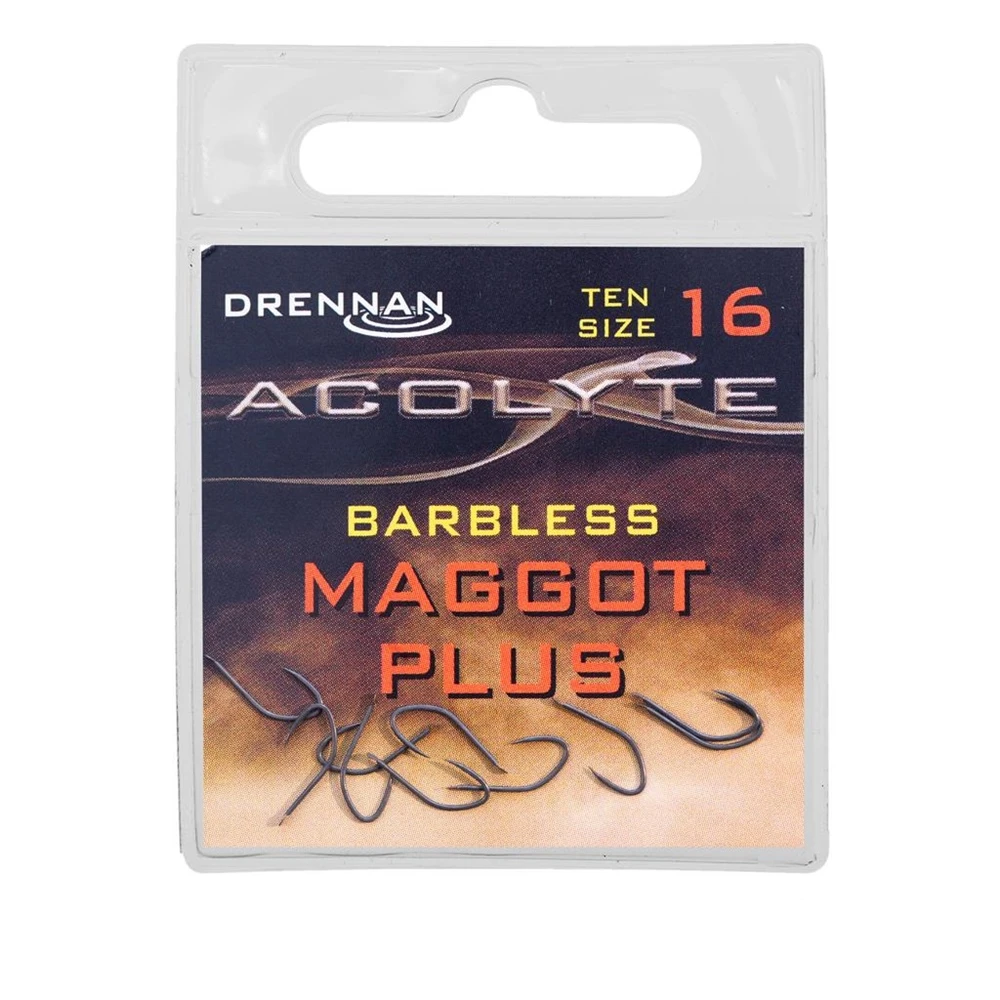 DRENNAN
TEN
SIZE 16
ACOLYTE
BARBLESS
MAGGOT
PLUS